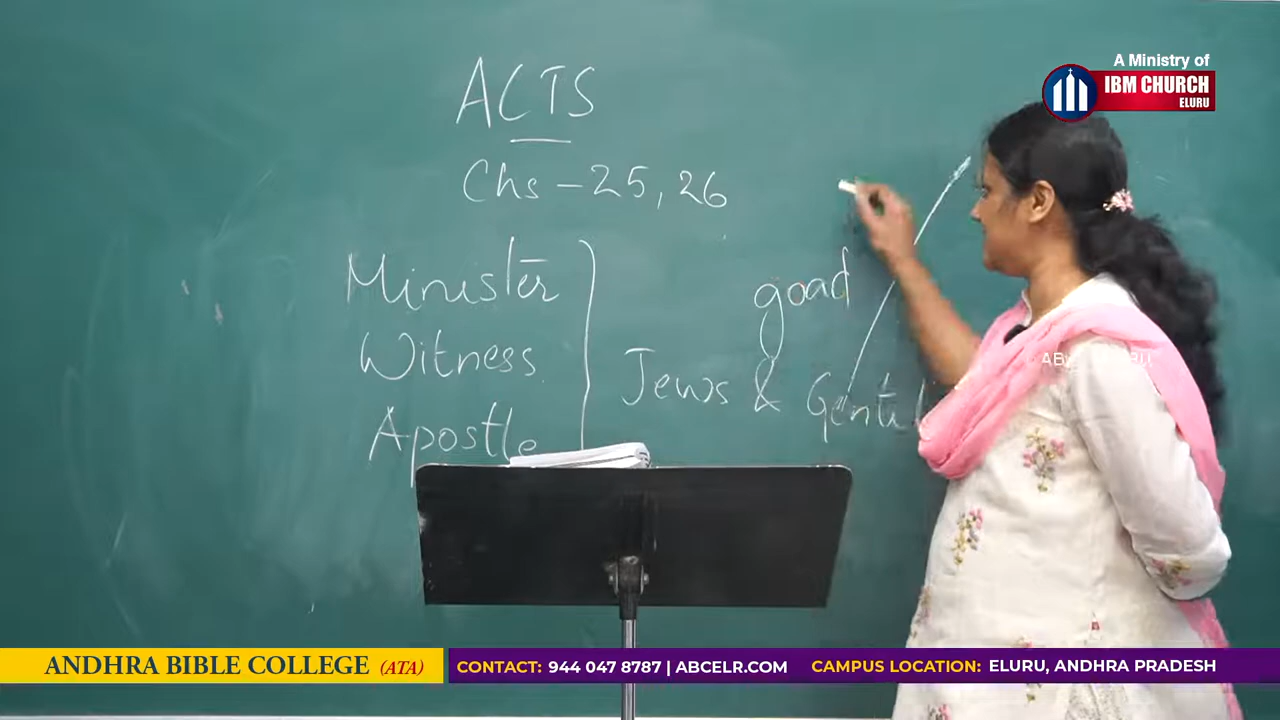 A Ministry of
IBM CHURCH
ELURU
ACTS
Chs - 25, 26
Minister
Witness
Apostle
goad
Jews &
ANDHRA BIBLE COLLEGE (ATA)
CONTACT: 944 047 8787 | ABCELR.COM
CAMPUS LOCATION: ELURU, ANDHRA PRADESH